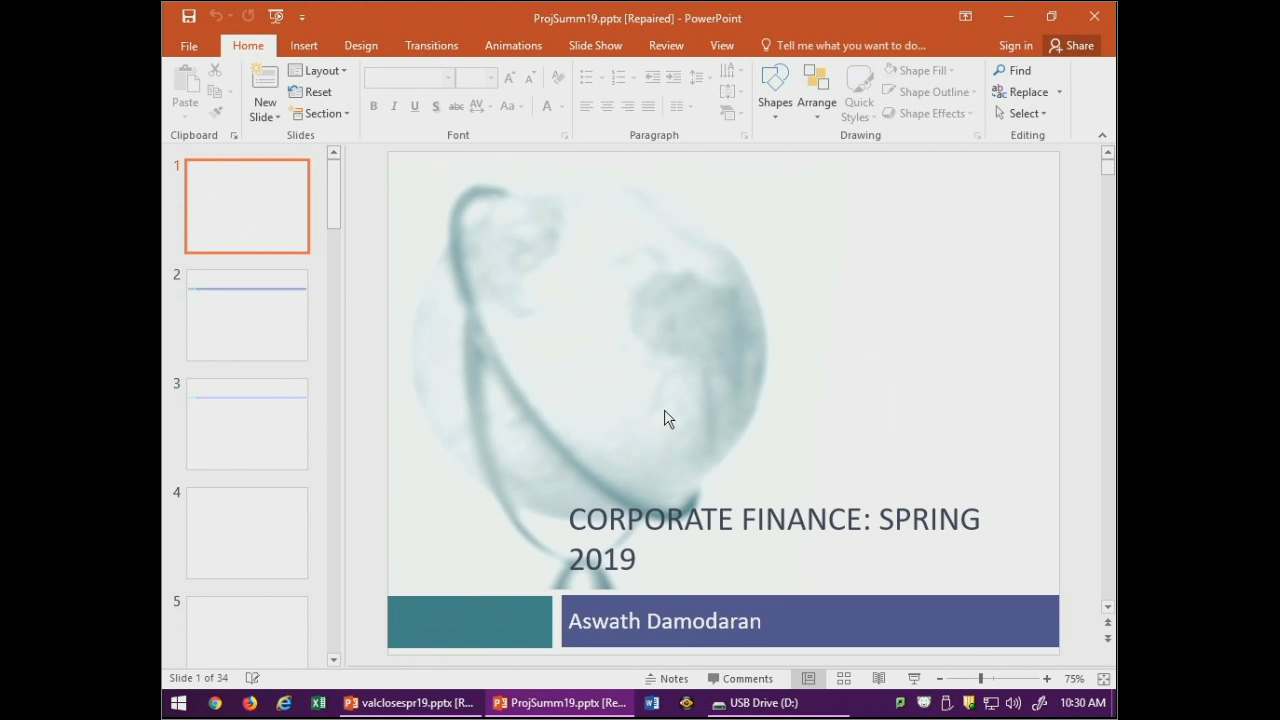 ProjSumm19.pptx [Repaired] - PowerPoint
File Home Insert Design Transitions Animations Slide Show Review View Tell me what you want to do... Sign in Share
Paste
Clipboard
New Slide
Layout
Reset
Section
Slides
B I U S abc AV Aa A
Font
Paragraph
Shapes
Arrange
Quick Styles
Shape Fill
Shape Outline
Shape Effects
Drawing
Find
Replace
Select
Editing
1
2
3
4
5
CORPORATE FINANCE: SPRING
2019
Aswath Damodaran
Slide 1 of 34 Notes Comments 75%
valclosespr19.pptx [R... ProjSumm19.pptx [Re... USB Drive (D:) 10:30 AM